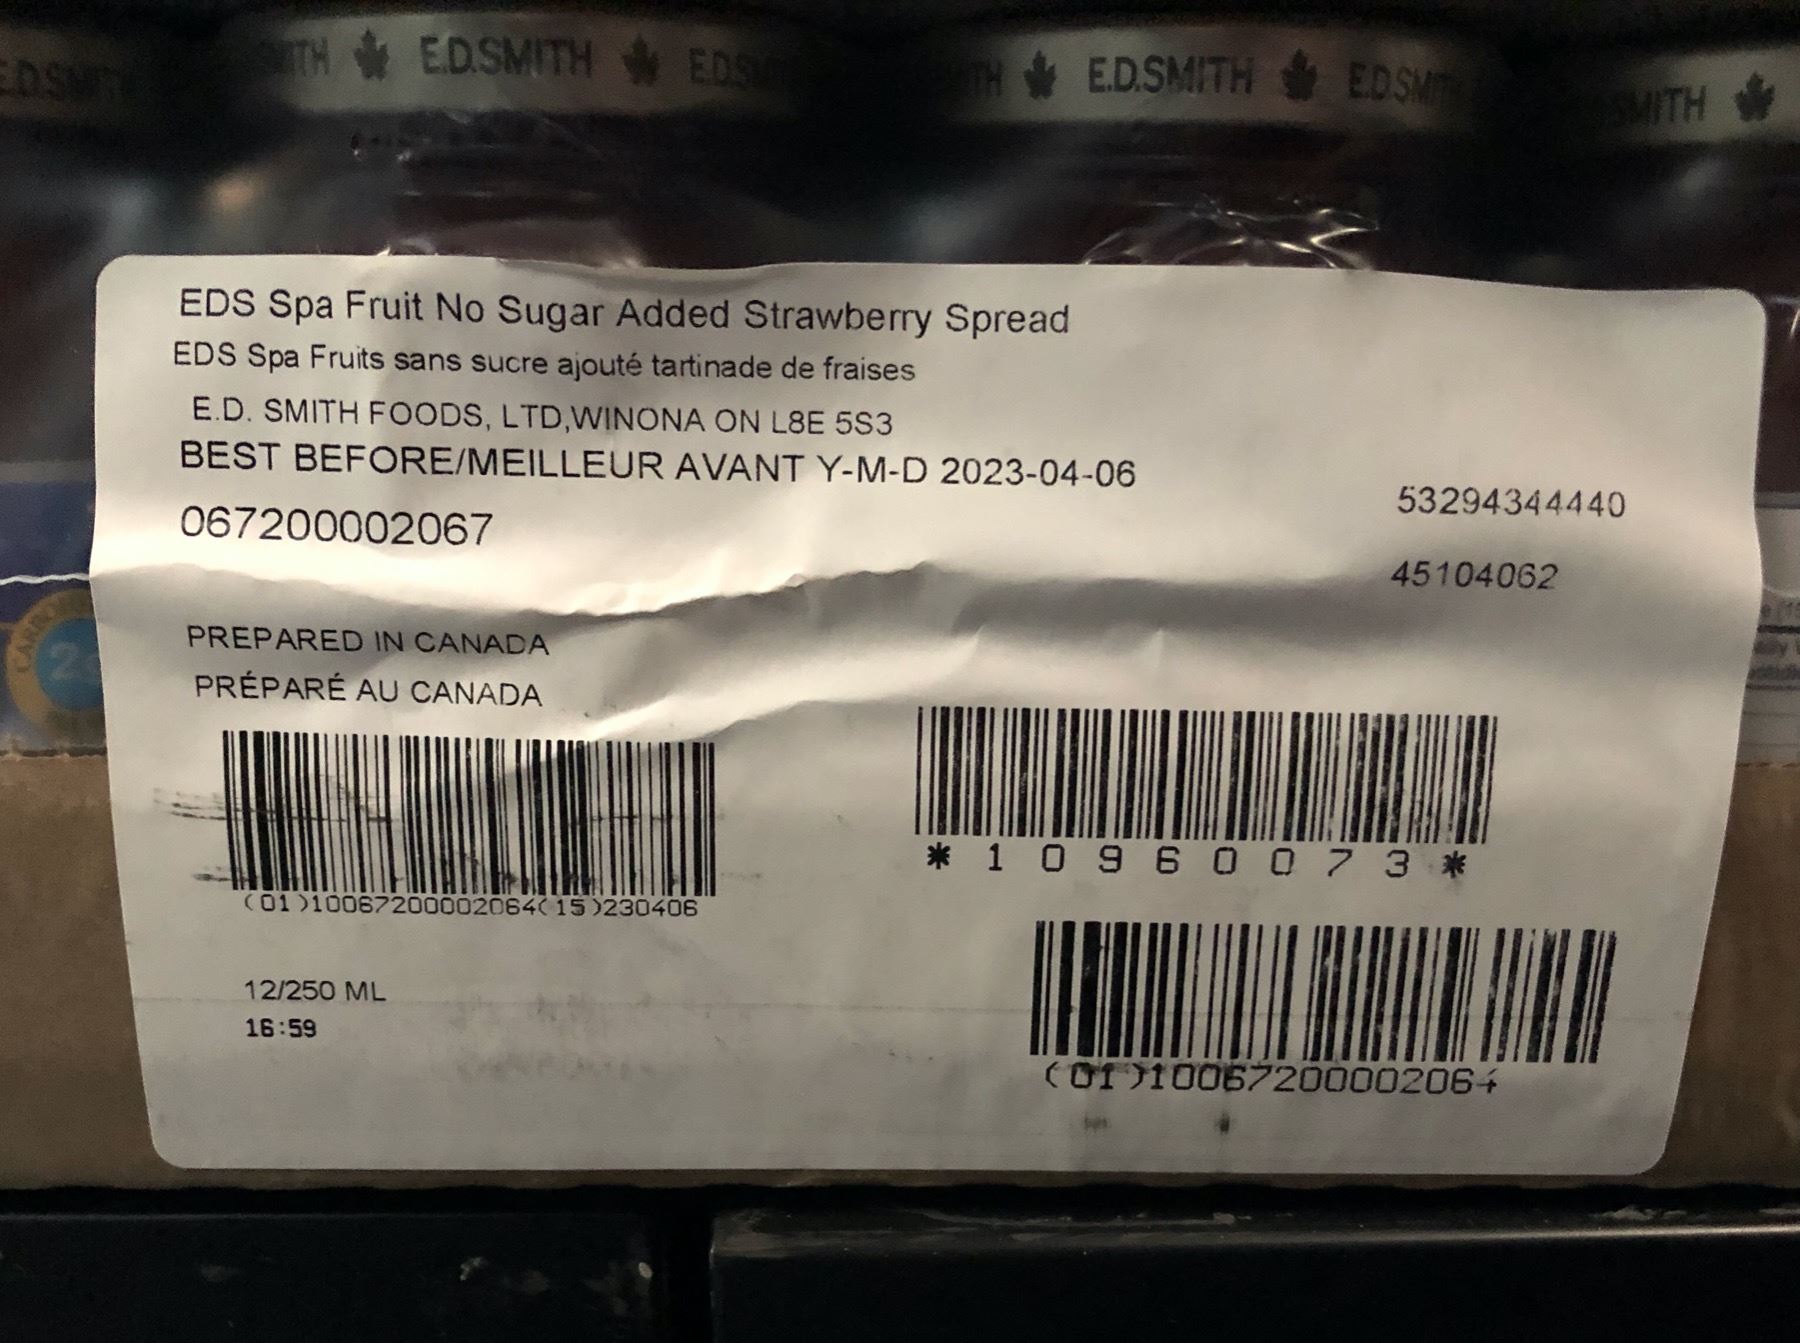 E.D.SMITH E.D.SMITH
EDS Spa Fruit No Sugar Added Strawberry Spread
EDS Spa Fruits sans sucre ajouté tartinade de fraises
E.D. SMITH FOODS, LTD,WINONA ON L8E 5S3
BEST BEFORE/MEILLEUR AVANT Y-M-D 2023-04-06
53294344440
067200002067
45104062
PREPARED IN CANADA
PRÉPARÉ AU CANADA
*10960073*
(01)10067200002064(15)230406
12/250 ML
16:59
(01)10067200002064